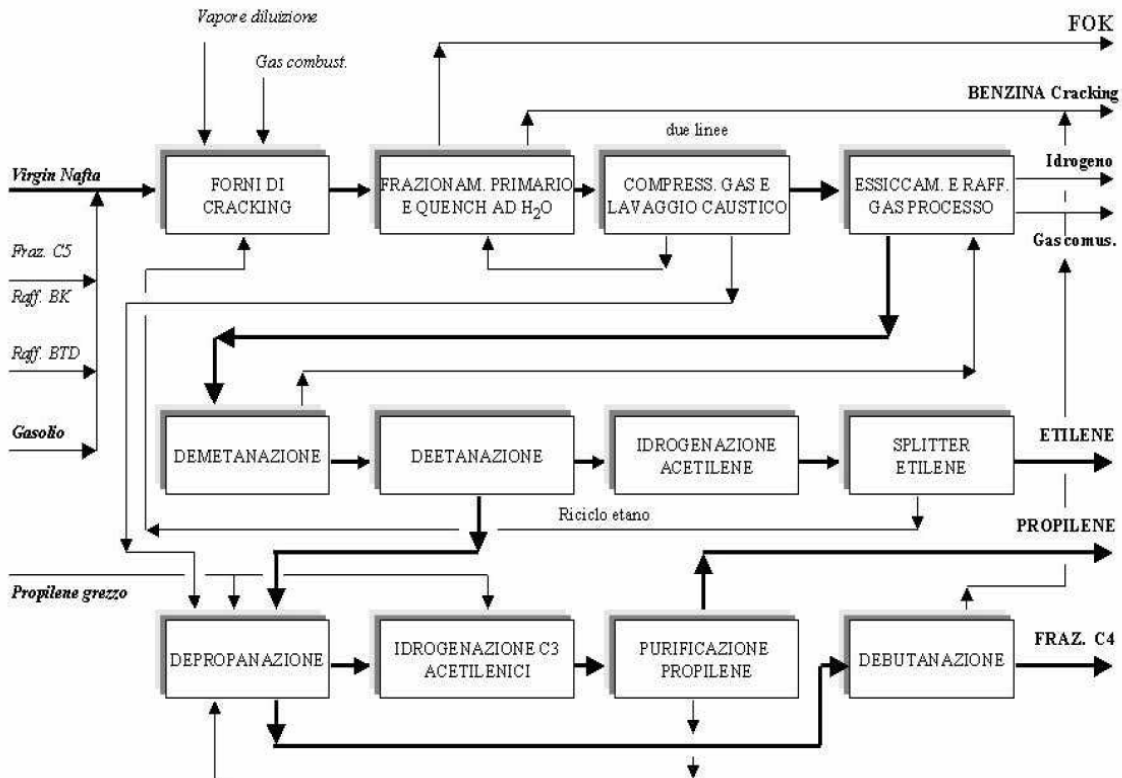 Vapore diluizione
FOK
Gas combust.
BENZINA Cracking
due linee
Virgin Nafta
FORNI DI
CRACKING
FRAZIONAM. PRIMARIO
E QUENCH AD H₂O
COMPRESS. GAS E
LAVAGGIO CAUSTICO
ESSICCAM. E RAFF.
GAS PROCESSO
Idrogeno
Gas comus.
Fraz. C5
Raff. BK
Raff. BTD
Gasolio
DEMETANAZIONE
DEETANAZIONE
IDROGENAZIONE
ACETILENE
SPLITTER
ETILENE
ETILENE
Riciclo etano
PROPILENE
Propilene grezzo
DEPROPANAZIONE
IDROGENAZIONE C3
ACETILENICI
PURIFICAZIONE
PROPILENE
DEBUTANAZIONE
FRAZ. C4